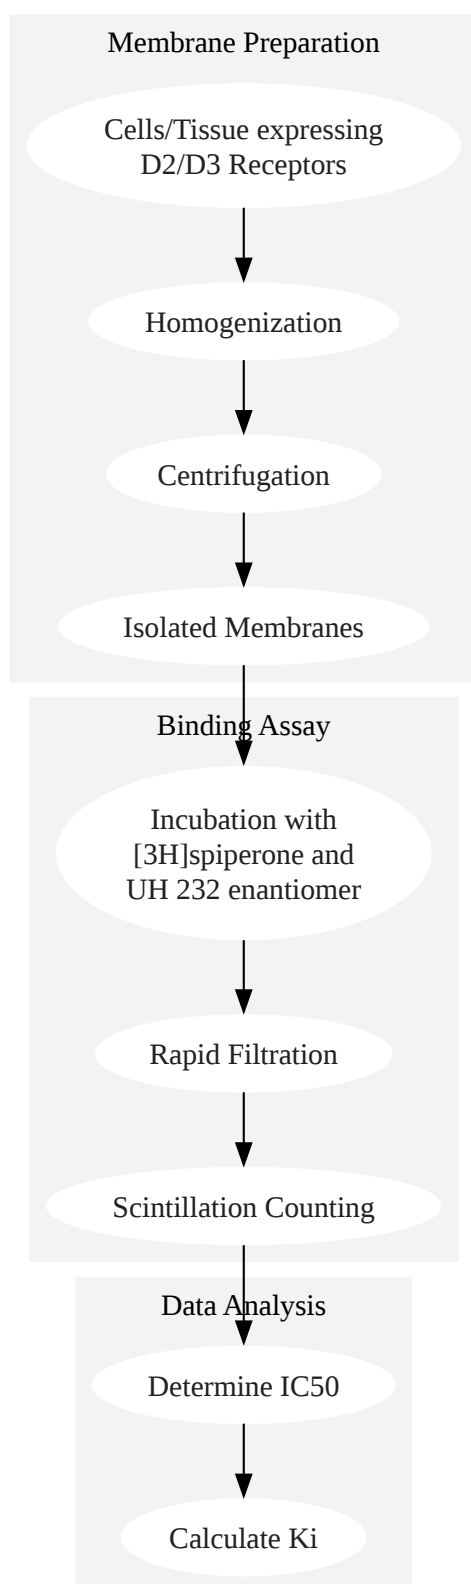 Membrane Preparation
Cells/Tissue expressing
D2/D3 Receptors
Homogenization
Centrifugation
Isolated Membranes
Binding Assay
Incubation with
[3H]spiperone and
UH 232 enantiomer
Rapid Filtration
Scintillation Counting
Data Analysis
Determine IC50
Calculate Ki